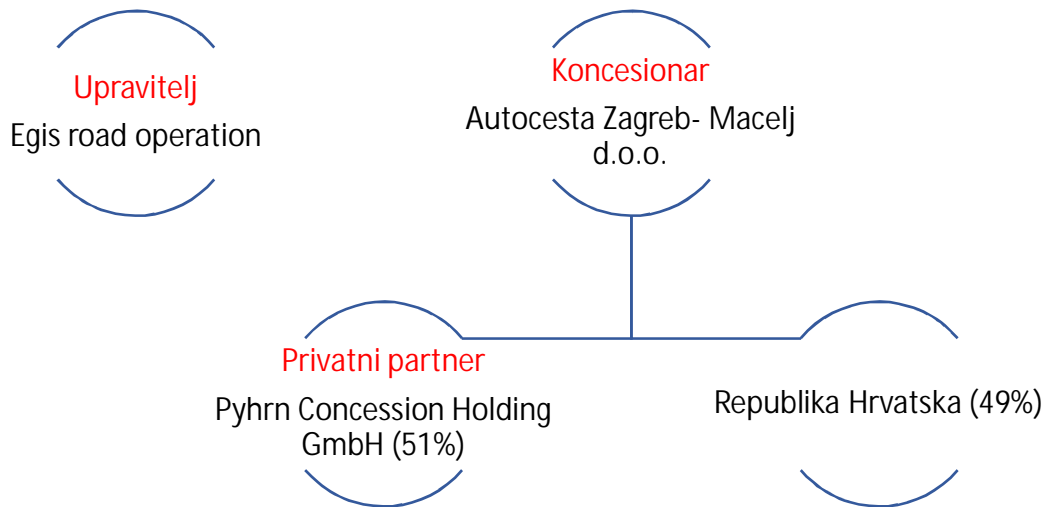 Upravitelj
Egis road operation
Koncesionar
Autocesta Zagreb- Macelj
d.o.o.
Privatni partner
Pyhrn Concession Holding
GmbH (51%)
Republika Hrvatska (49%)